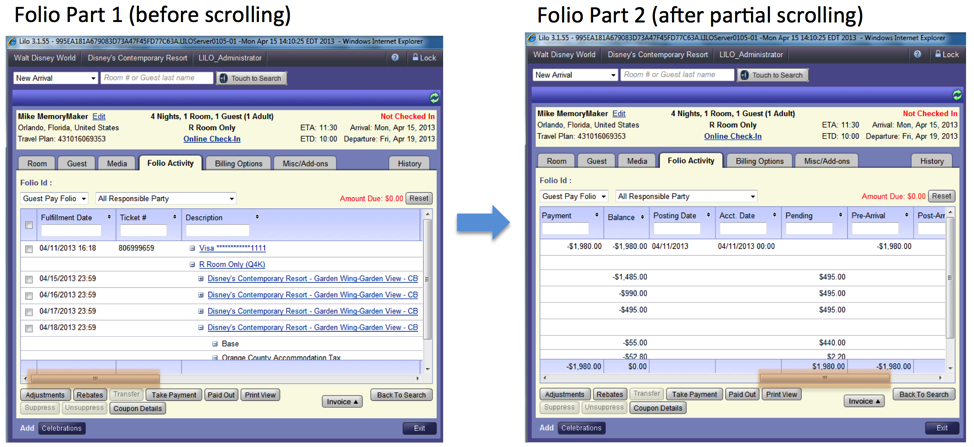 Folio Part 1 (before scrolling)
Lilo 3.1.55 - 995EA181A679083D73A47F45FD77C63A.LILOServer0105-01 -Mon Apr 15 14:10:25 EDT 2013 - Windows Internet Explorer
Walt Disney World Disney's Contemporary Resort LILO_Administrator ? Lock
New Arrival Room # or Guest last name Touch to Search
Mike MemoryMaker Edit 4 Nights, 1 Room, 1 Guest (1 Adult) Not Checked In
Orlando, Florida, United States R Room Only ETA: 11:30 Arrival: Mon, Apr 15, 2013
Travel Plan: 431016069353 Online Check-In ETD: 10:00 Departure: Fri, Apr 19, 2013
Room Guest Media Folio Activity Billing Options Misc/Add-ons History
Folio Id :
Guest Pay Folio All Responsible Party Amount Due: $0.00 Reset
Fulfillment Date Ticket # Description
04/11/2013 16:18 806999659 Visa ************1111
R Room Only (Q4K)
04/15/2013 23:59 Disney's Contemporary Resort - Garden Wing-Garden View - CB
04/16/2013 23:59 Disney's Contemporary Resort - Garden Wing-Garden View - CB
04/17/2013 23:59 Disney's Contemporary Resort - Garden Wing-Garden View - CB
04/18/2013 23:59 Disney's Contemporary Resort - Garden Wing-Garden View - CB
Base
Orange County Accommodation Tax
Adjustments Rebates Transfer Take Payment Paid Out Print View Invoice Back To Search
Suppress Unsuppress Coupon Details
Add Celebrations Exit
Folio Part 2 (after partial scrolling)
Lilo 3.1.55 - 995EA181A679083D73A47F45FD77C63A.LILOServer0105-01 -Mon Apr 15 14:10:25 EDT 2013 - Windows Internet Explorer
Walt Disney World Disney's Contemporary Resort LILO_Administrator ? Lock
New Arrival Room # or Guest last name Touch to Search
Mike MemoryMaker Edit 4 Nights, 1 Room, 1 Guest (1 Adult) Not Checked In
Orlando, Florida, United States R Room Only ETA: 11:30 Arrival: Mon, Apr 15, 2013
Travel Plan: 431016069353 Online Check-In ETD: 10:00 Departure: Fri, Apr 19, 2013
Room Guest Media Folio Activity Billing Options Misc/Add-ons History
Folio Id :
Guest Pay Folio All Responsible Party Amount Due: $0.00 Reset
Payment Balance Posting Date Acct. Date Pending Pre-Arrival Post-Arr
-$1,980.00 -$1,980.00 04/11/2013 04/11/2013 00:00 -$1,980.00
-$1,485.00 $495.00
-$990.00 $495.00
-$495.00 $495.00
-$55.00 $440.00
-$52.80 $2.20
-$1,980.00 $0.00 $1,980.00 -$1,980.00
Adjustments Rebates Transfer Take Payment Paid Out Print View Invoice Back To Search
Suppress Unsuppress Coupon Details
Add Celebrations Exit